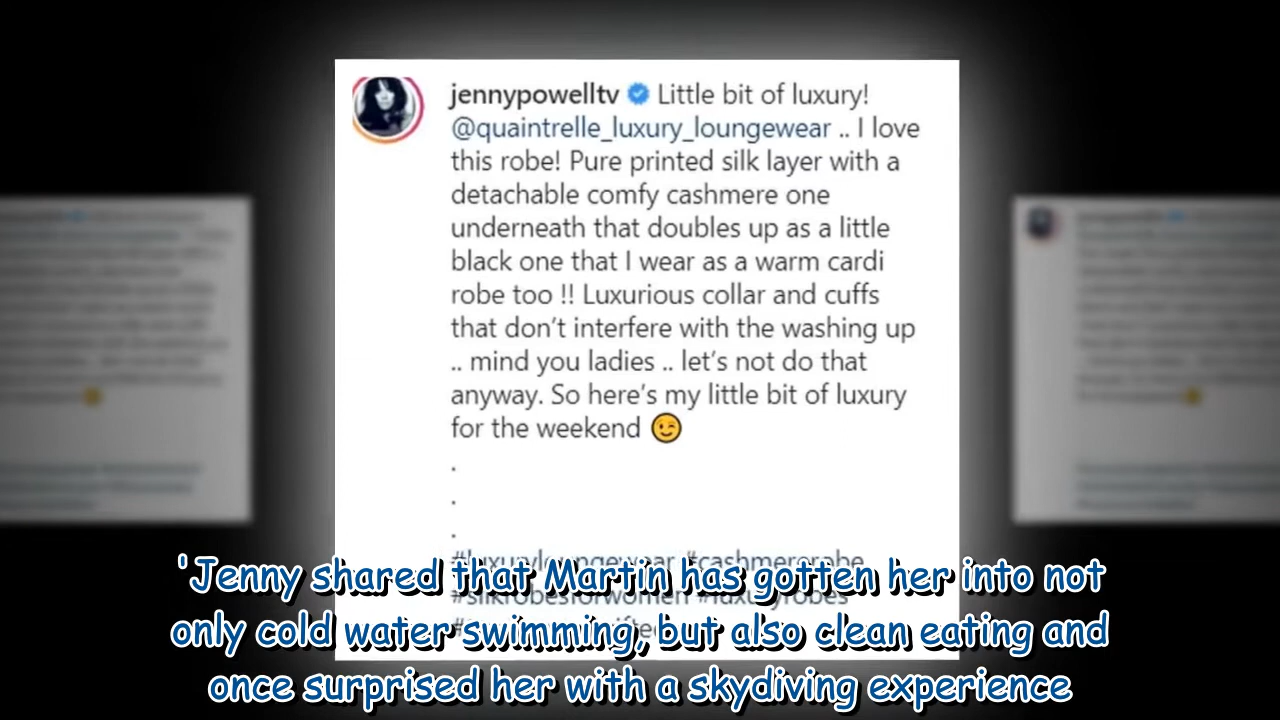 jennypowelltv Little bit of luxury!
@quaintrelle_luxury_loungewear .. I love
this robe! Pure printed silk layer with a
detachable comfy cashmere one
underneath that doubles up as a little
black one that I wear as a warm cardi
robe too !! Luxurious collar and cuffs
that don’t interfere with the washing up
.. mind you ladies .. let’s not do that
anyway. So here’s my little bit of luxury
for the weekend 😉
.
.
.
#luxuryloungewear #cashmererobe
#silkrobesforwomen #luxuryrobes
'Jenny shared that Martin has gotten her into not
only cold water swimming, but also clean eating and
once surprised her with a skydiving experience